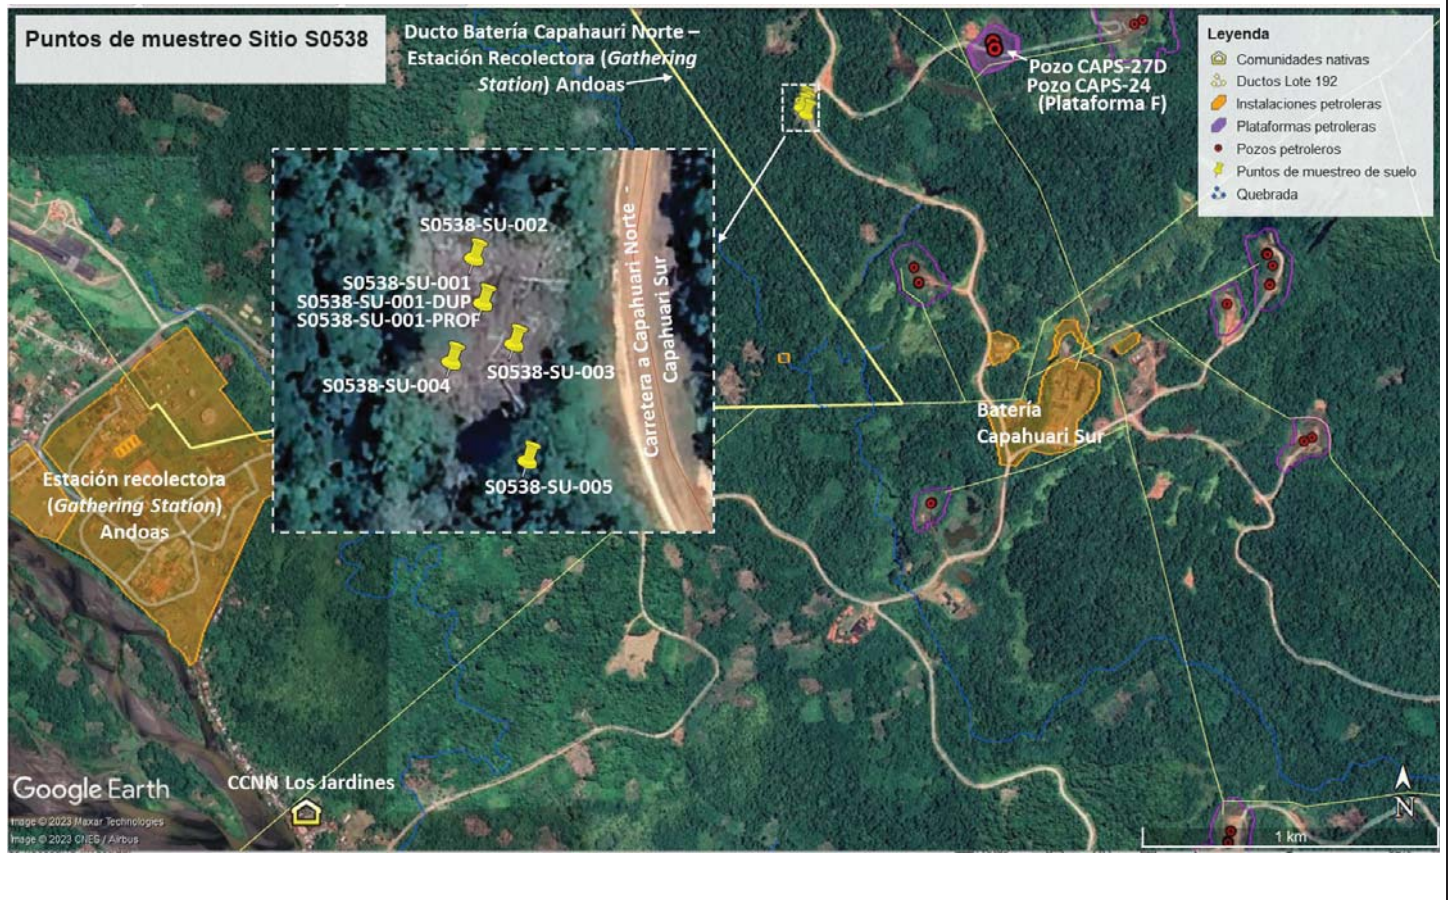 Puntos de muestreo Sitio S0538
Ducto Batería Capahauri Norte –
Estación Recolectora (Gathering
Station) Andoas
Pozo CAPS-27D
Pozo CAPS-24
(Plataforma F)
Leyenda
Comunidades nativas
Ductos Lote 192
Instalaciones petroleras
Plataformas petroleras
Pozos petroleros
Puntos de muestreo de suelo
Quebrada
S0538-SU-002
S0538-SU-001
S0538-SU-001-DUP
S0538-SU-001-PROF
S0538-SU-003
S0538-SU-004
S0538-SU-005
Carretera a Capahuari Norte -
Capahuari Sur
Batería
Capahuari Sur
Estación recolectora
(Gathering Station)
Andoas
CCNN Los Jardines
Google Earth
Image © 2023 Maxar Technologies
Image © 2023 CNES / Airbus
N
1 km